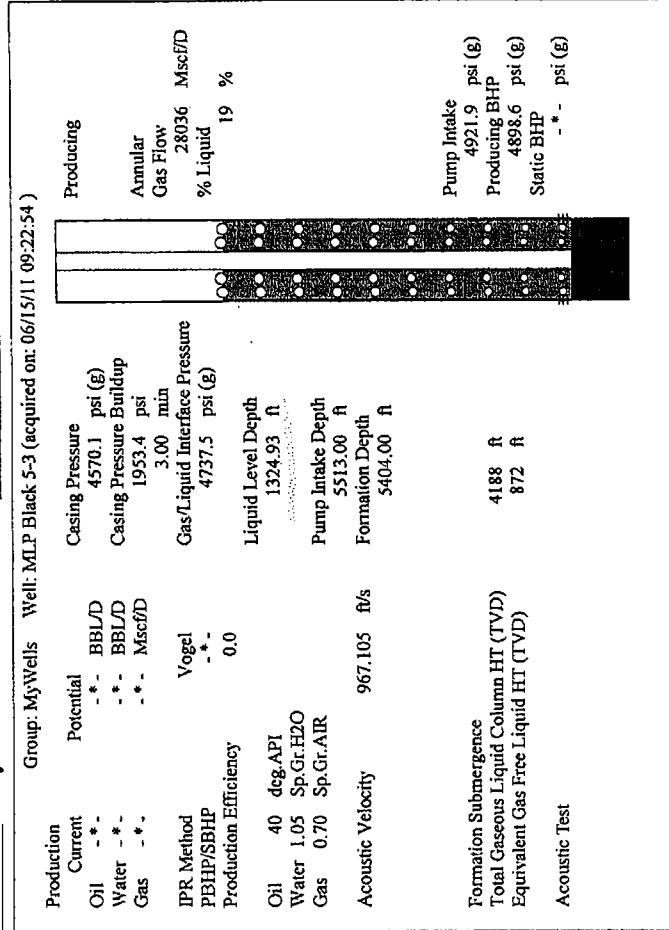 Group: MyWells Well: MLP Black 5-3 (acquired on: 06/15/11 09:22:54 )
Production
Current Potential
Oil - * - - * - BBL/D
Water - * - - * - BBL/D
Gas - * - - * - Mscf/D
IPR Method Vogel
PBHP/SBHP - * -
Production Efficiency 0.0
Oil 40 deg.API
Water 1.05 Sp.Gr.H2O
Gas 0.70 Sp.Gr.AIR
Acoustic Velocity 967.105 ft/s
Formation Submergence
Total Gaseous Liquid Column HT (TVD) 4188 ft
Equivalent Gas Free Liquid HT (TVD) 872 ft
Acoustic Test
Casing Pressure
4570.1 psi (g)
Casing Pressure Buildup
1953.4 psi
3.00 min
Gas/Liquid Interface Pressure
4737.5 psi (g)
Liquid Level Depth
1324.93 ft
Pump Intake Depth
5513.00 ft
Formation Depth
5404.00 ft
Producing
Annular
Gas Flow
28036 Mscf/D
% Liquid
19 %
Pump Intake
4921.9 psi (g)
Producing BHP
4898.6 psi (g)
Static BHP
- * - psi (g)